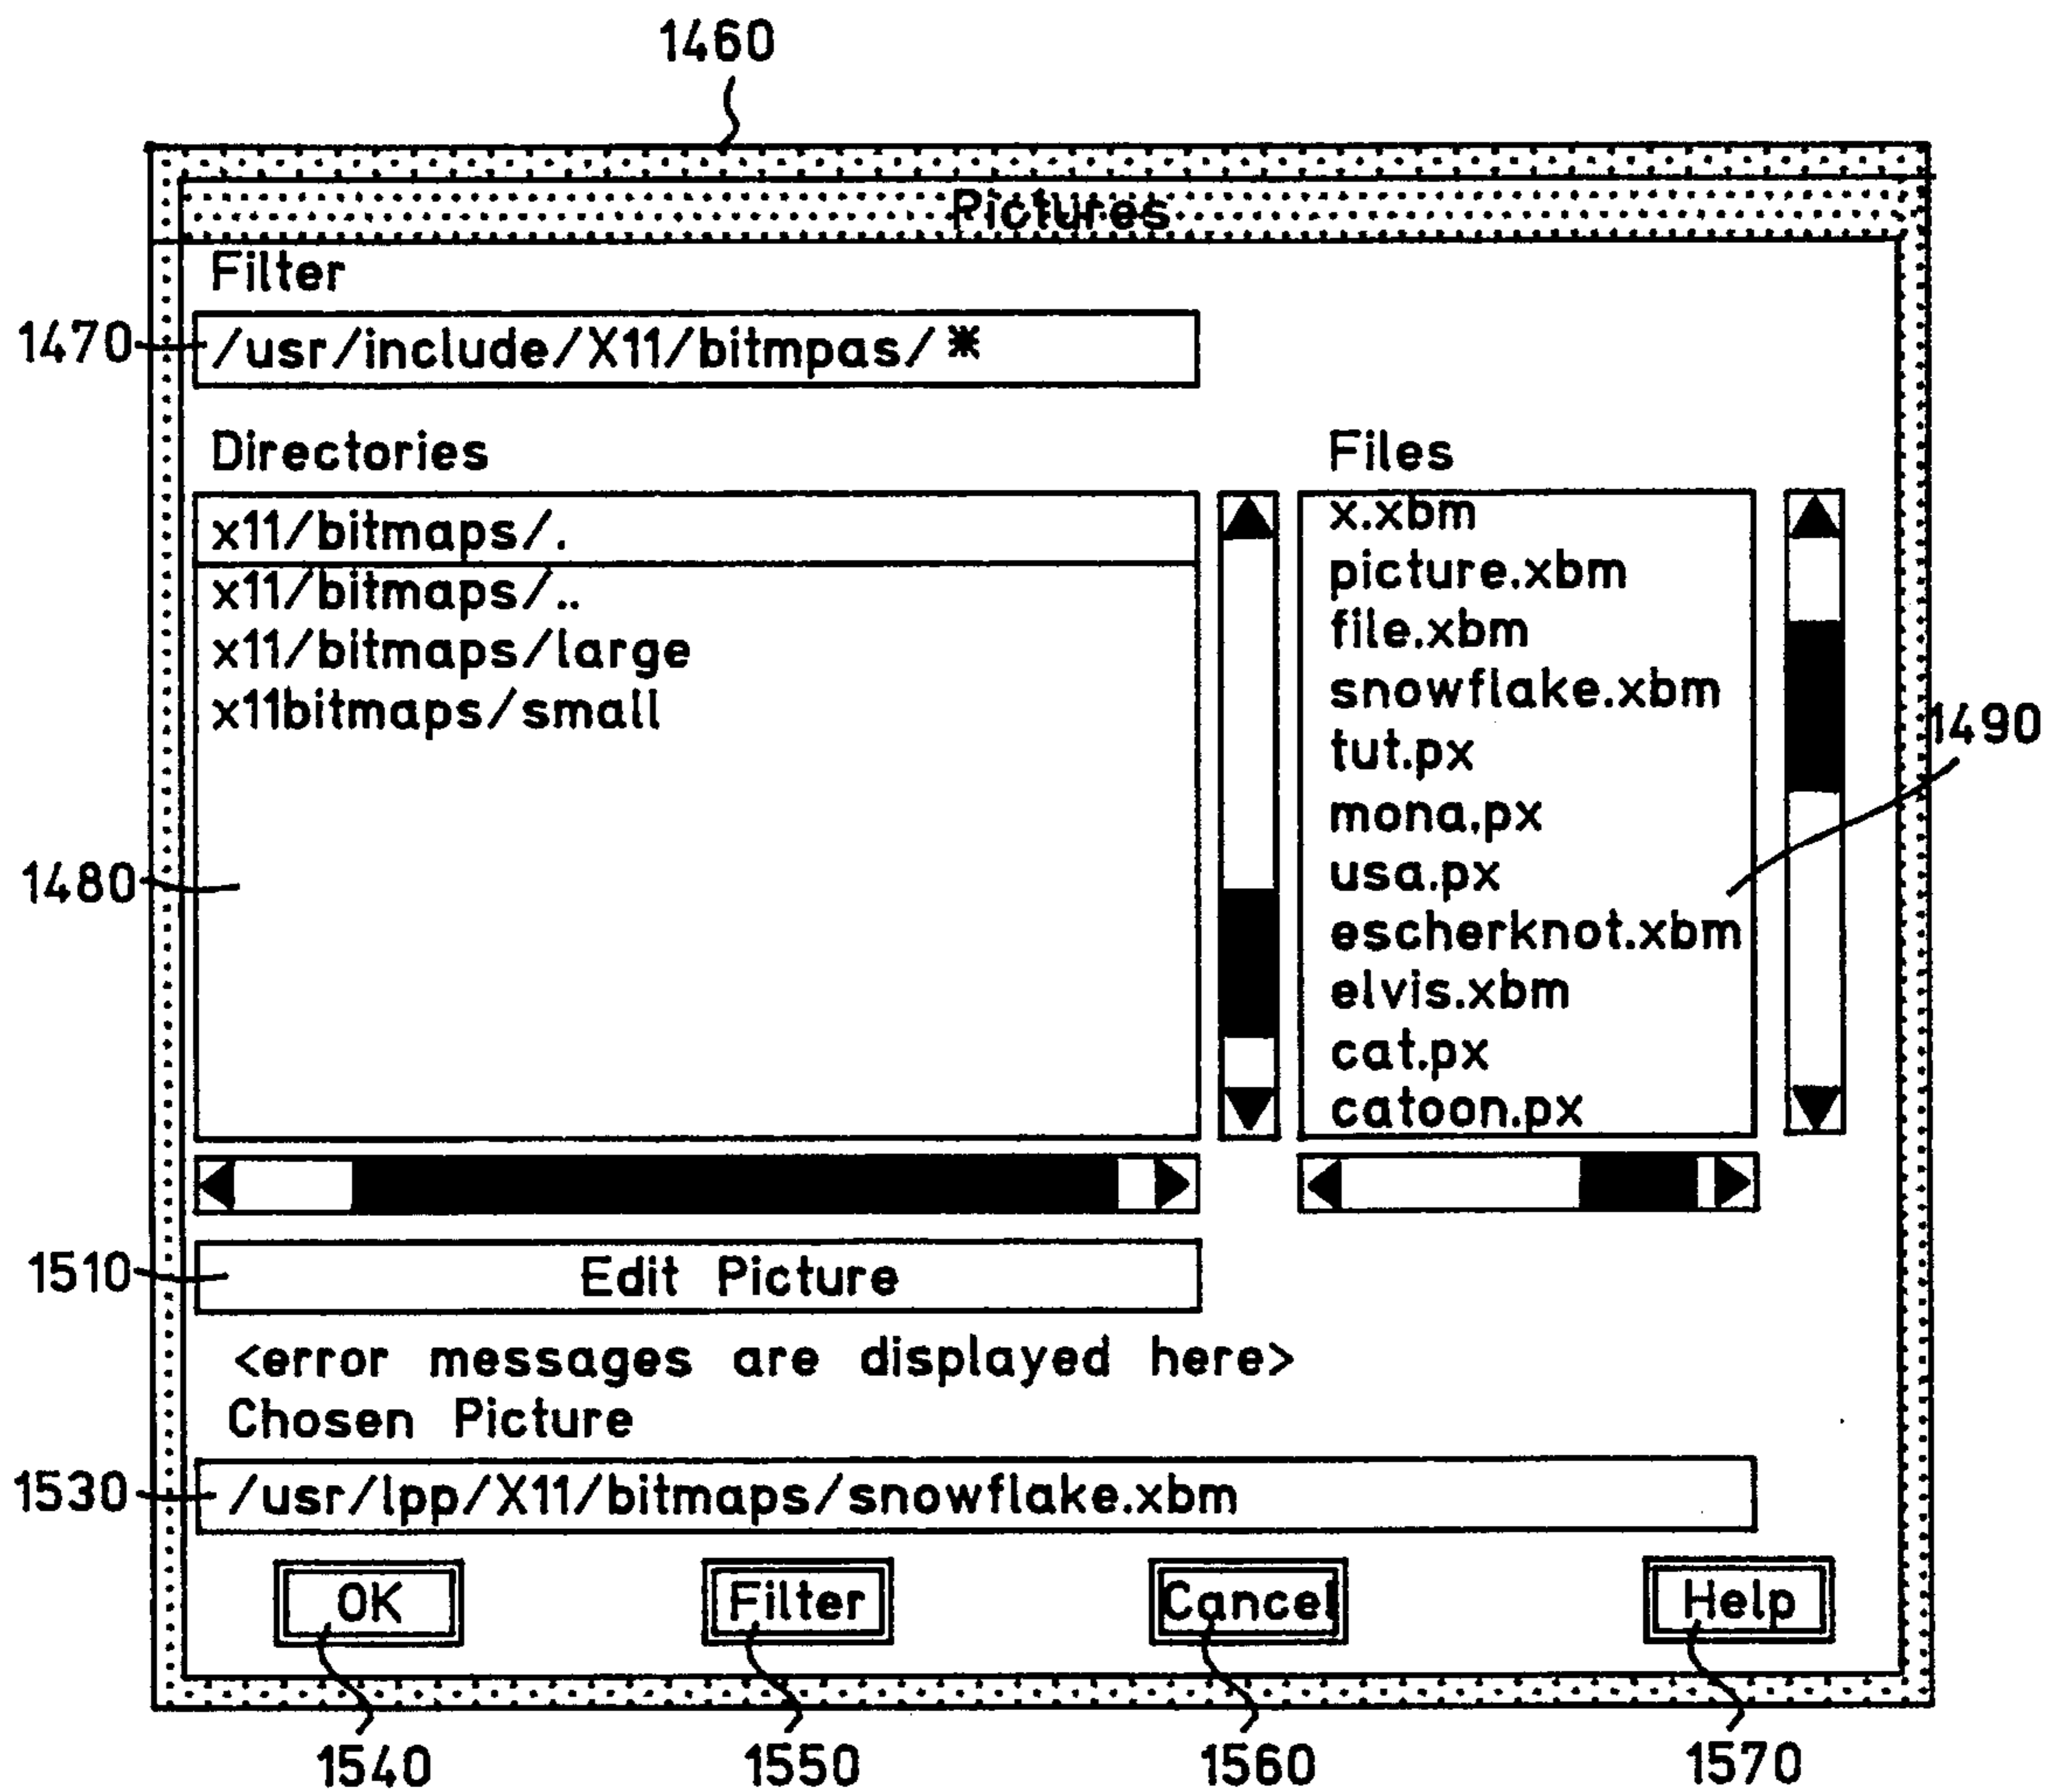 1460
Pictures
Filter
1470
/usr/include/X11/bitmpas/*
Directories
x11/bitmaps/.
x11/bitmaps/..
x11/bitmaps/large
x11bitmaps/small
1480
Files
x.xbm
picture.xbm
file.xbm
snowflake.xbm
tut.px
mona.px
usa.px
escherknot.xbm
elvis.xbm
cat.px
catoon.px
1490
1510
Edit Picture
<error messages are displayed here>
Chosen Picture
1530
/usr/lpp/X11/bitmaps/snowflake.xbm
OK Filter Cancel Help
1540 1550 1560 1570